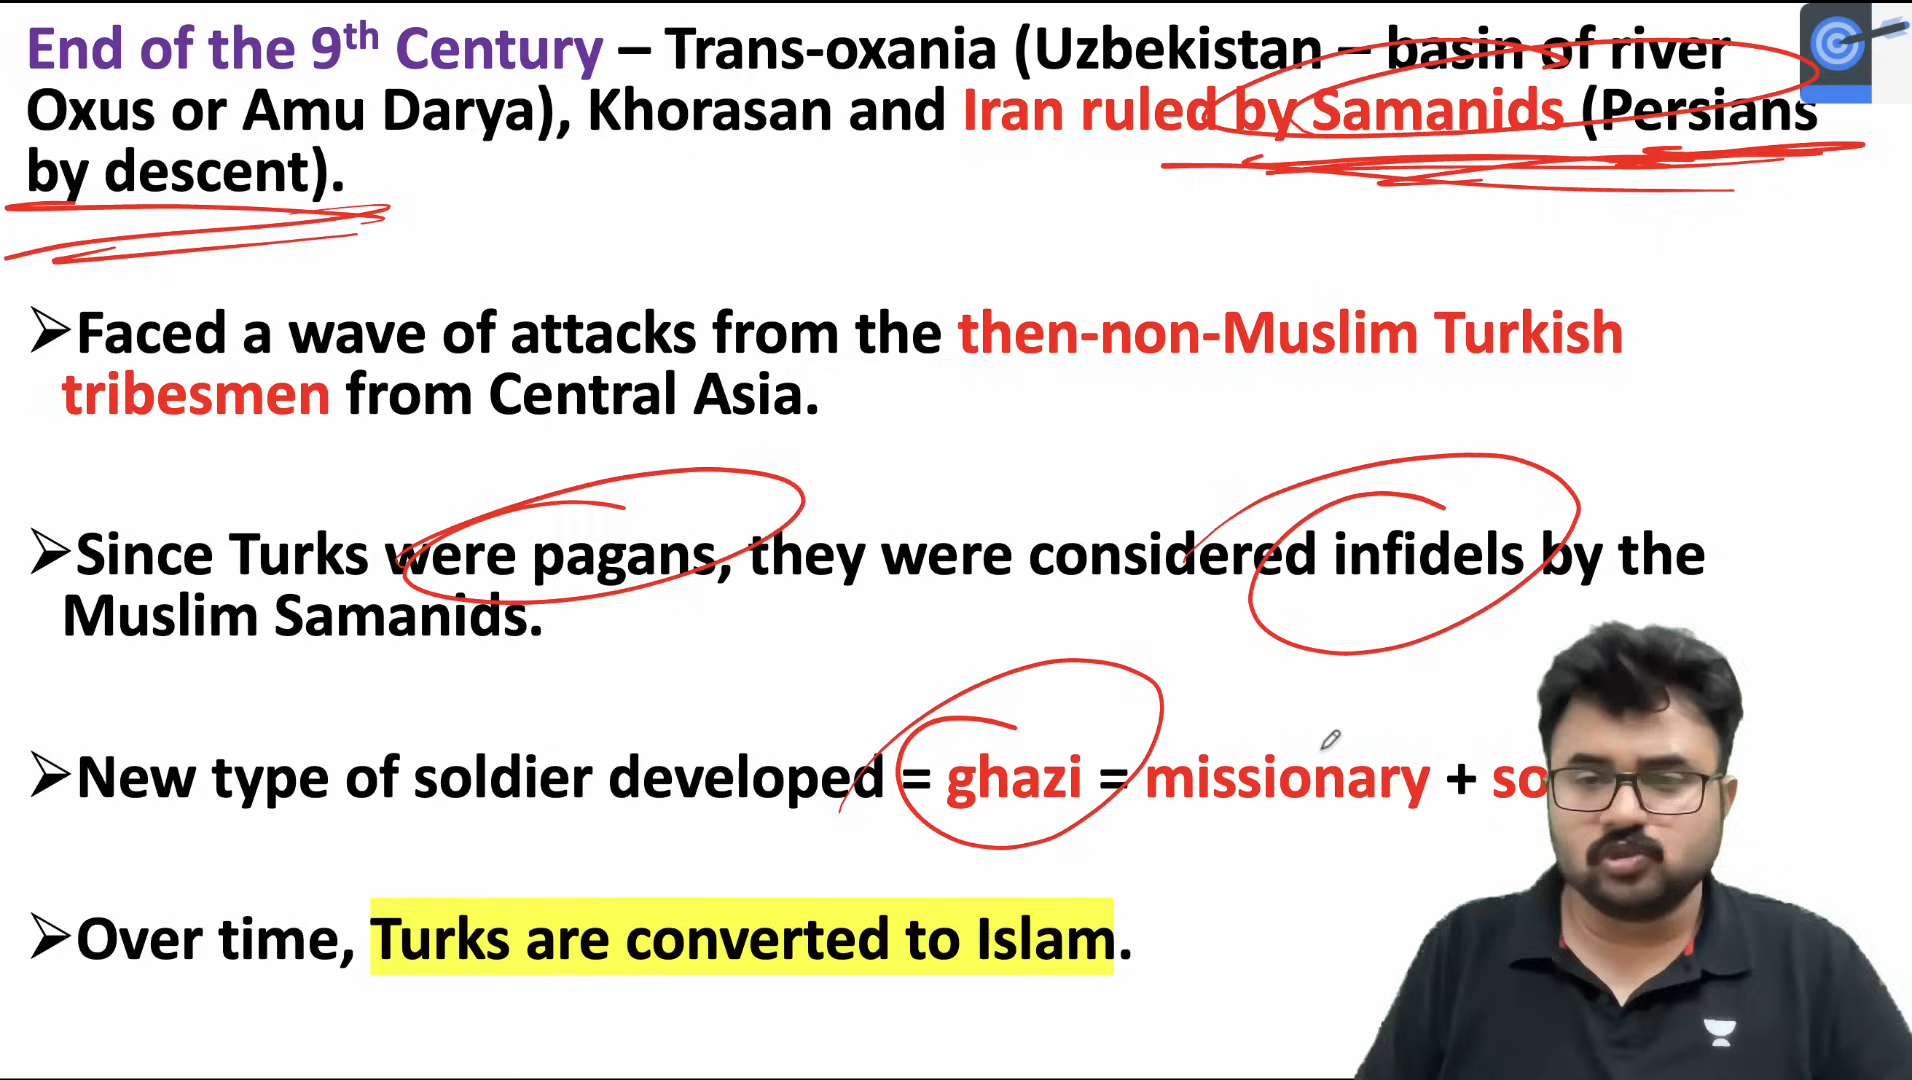 End of the 9th Century – Trans-oxania (Uzbekistan – basin of river
Oxus or Amu Darya), Khorasan and Iran ruled by Samanids (Persians
by descent).
➢Faced a wave of attacks from the then-non-Muslim Turkish
tribesmen from Central Asia.
➢Since Turks were pagans, they were considered infidels by the
Muslim Samanids.
➢New type of soldier developed = ghazi = missionary + so
➢Over time, Turks are converted to Islam.